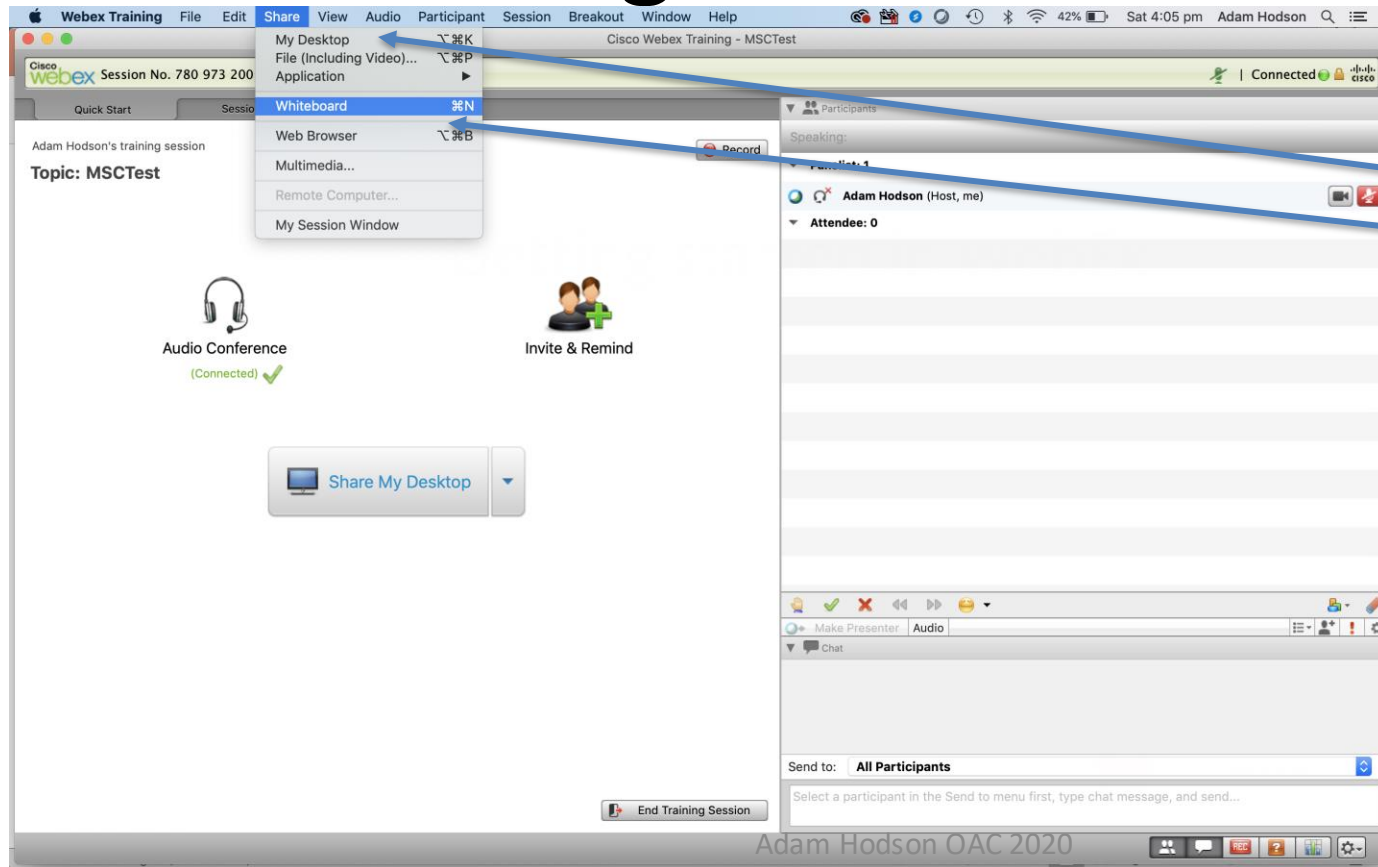 Webex Training File Edit Share View Audio Participant Session Breakout Window Help 42% Sat 4:05 pm Adam Hodson
Cisco Webex Training - MSCTest
Cisco webex Session No. 780 973 200
| Connected cisco
Quick Start Sessio
My Desktop ⌥⌘K
File (Including Video)... ⌥⌘P
Application ▶
Whiteboard ⌘N
Web Browser ⌥⌘B
Multimedia...
Remote Computer...
My Session Window
Adam Hodson's training session
Record
Topic: MSCTest
Audio Conference
(Connected)
Invite & Remind
Share My Desktop
End Training Session
Participants
Speaking:
Adam Hodson (Host, me)
Attendee: 0
Make Presenter Audio
Chat
Send to: All Participants
Select a participant in the Send to menu first, type chat message, and send...
Adam Hodson OAC 2020
REC